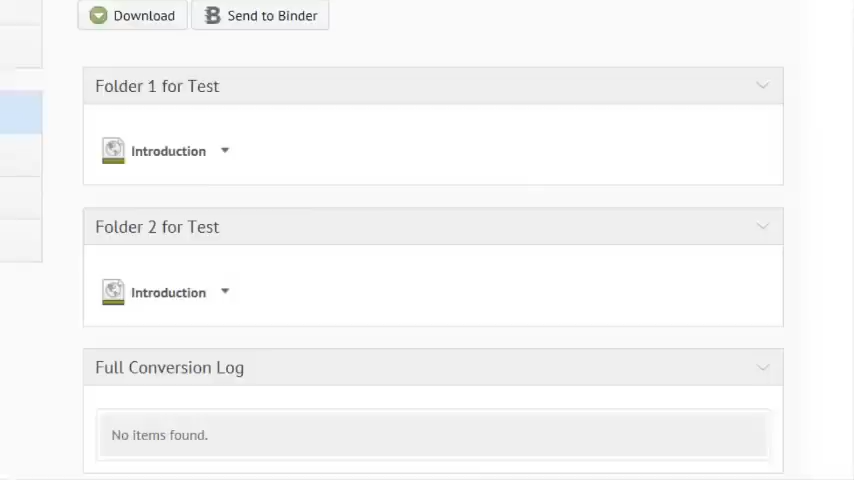 Download
Send to Binder
Folder 1 for Test
Introduction
Folder 2 for Test
Introduction
Full Conversion Log
No items found.